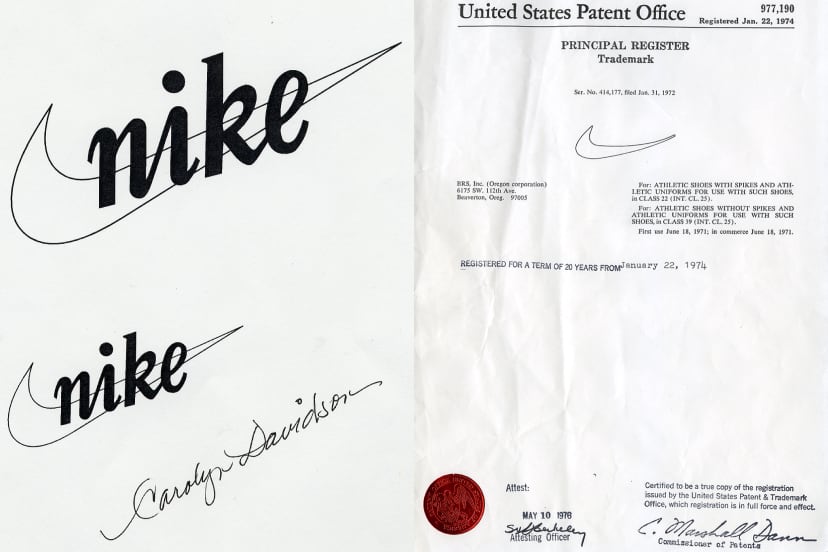 nike
nike
Carolyn Davidson
United States Patent Office
977,190
Registered Jan. 22, 1974
PRINCIPAL REGISTER
Trademark
Ser. No. 414,177, filed Jan. 31, 1972
BRS, Inc. (Oregon corporation)
6175 SW. 112th Ave.
Beaverton, Oreg. 97005
For: ATHLETIC SHOES WITH SPIKES AND ATH-
LETIC UNIFORMS FOR USE WITH SUCH SHOES,
in CLASS 22 (INT. CL. 25).
For: ATHLETIC SHOES WITHOUT SPIKES AND
ATHLETIC UNIFORMS FOR USE WITH SUCH
SHOES, in CLASS 39 (INT. CL. 25).
First use June 18, 1971; in commerce June 18, 1971.
REGISTERED FOR A TERM OF 20 YEARS FROM January 22, 1974
Attest:
MAY 10 1976
Attesting Officer
Certified to be a true copy of the registration
issued by the United States Patent & Trademark
Office, which registration is in full force and effect.
C. Marshall Dann
Commissioner of Patents